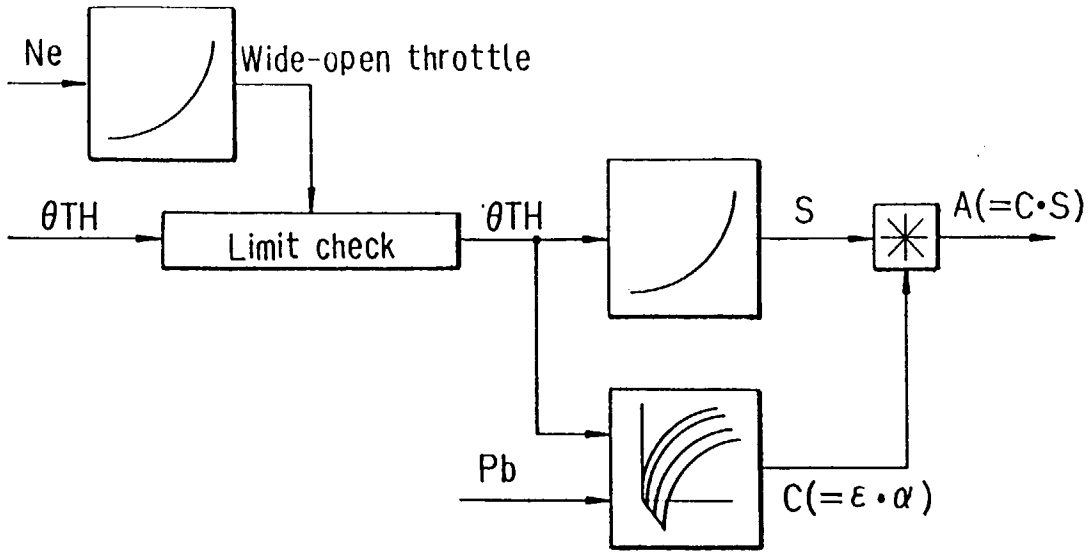 Ne
Wide-open throttle
θTH
Limit check
θTH
S
A(=C·S)
Pb
C(=ε·α)